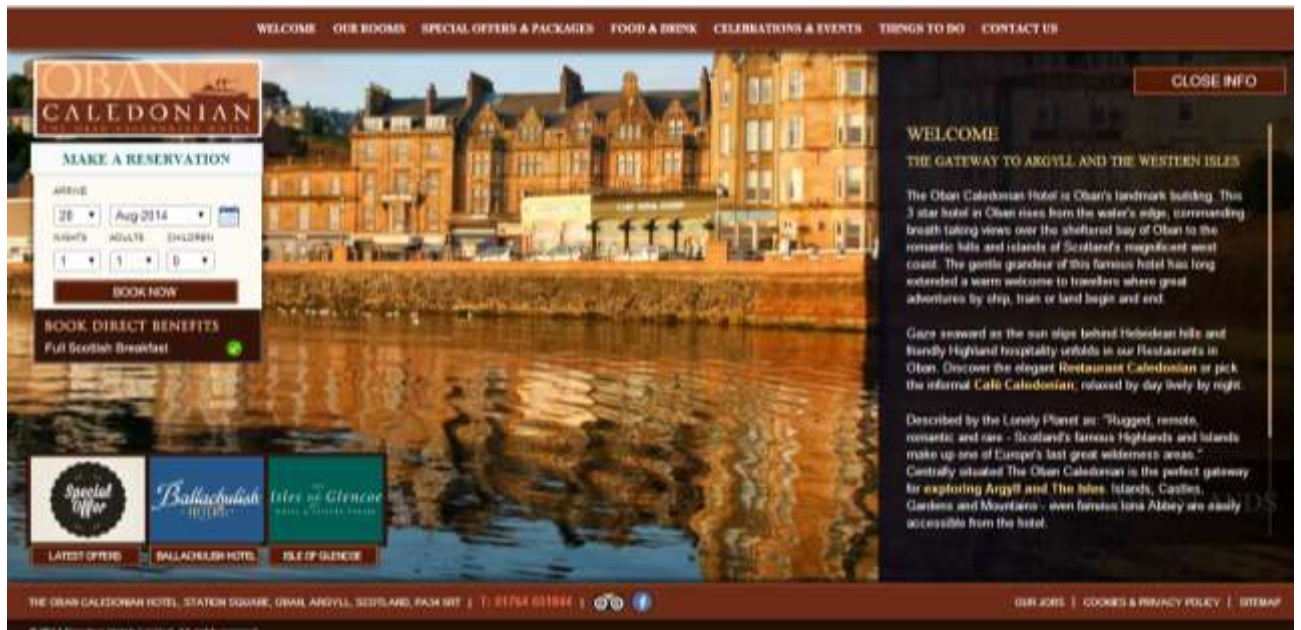 WELCOME OUR ROOMS SPECIAL OFFERS & PACKAGES FOOD & DRINK CELEBRATIONS & EVENTS THINGS TO DO CONTACT US
OBAN
CALEDONIAN
THE OBAN CALEDONIAN HOTEL
MAKE A RESERVATION
ARRIVE
28 Aug-2014
NIGHTS ADULTS CHILDREN
1 1 0
BOOK NOW
BOOK DIRECT BENEFITS
Full Scottish Breakfast
CLOSE INFO
WELCOME
THE GATEWAY TO ARGYLL AND THE WESTERN ISLES
The Oban Caledonian Hotel is Oban's landmark building. This
3 star hotel in Oban rises from the water's edge, commanding
breath taking views over the sheltered bay of Oban to the
romantic hills and islands of Scotland's magnificent west
coast. The gentle grandeur of this famous hotel has long
extended a warm welcome to travellers where great
adventures by ship, train or land begin and end.
Gaze seaward as the sun slips behind Hebridean hills and
friendly Highland hospitality unfolds in our Restaurants in
Oban. Discover the elegant Restaurant Caledonian or pick
the informal Café Caledonian, relaxed by day lively by night.
Described by the Lonely Planet as: "Rugged, remote,
romantic and rare - Scotland's famous Highlands and Islands
make up one of Europe's last great wilderness areas."
Centrally situated The Oban Caledonian is the perfect gateway
for exploring Argyll and The Isles. Islands, Castles,
Gardens and Mountains - even famous Iona Abbey are easily
accessible from the hotel.
Special
Offer
Ballachulish
HOTEL
Isles of Glencoe
HOTEL & LEISURE CENTRE
LATEST OFFERS BALLACHULISH HOTEL ISLE OF GLENCOE
THE OBAN CALEDONIAN HOTEL, STATION SQUARE, OBAN, ARGYLL, SCOTLAND, PA34 5RT | T: 01764 651844 |
OUR JOBS | COOKIES & PRIVACY POLICY | SITEMAP